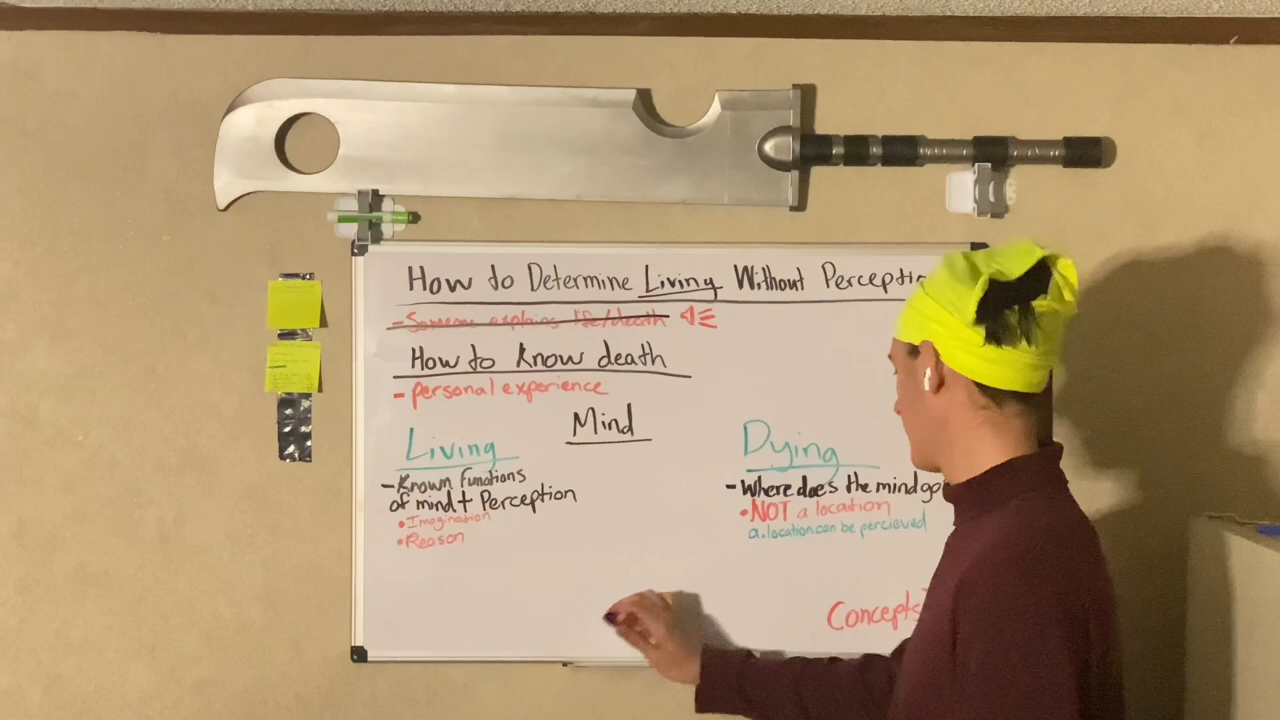 How to Determine Living Without Perceptio
- Someone explains life/death
How to know death
- personal experience
Mind
Living
- Known functions
of mind + Perception
• Imagination
• Reason
Dying
- Where does the mind go
• NOT a location
a. location can be percieved
Concepts